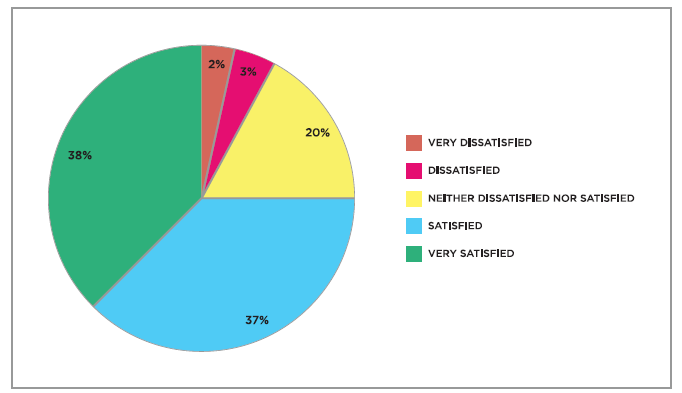 2%
3%
20%
38%
37%
VERY DISSATISFIED
DISSATISFIED
NEITHER DISSATISFIED NOR SATISFIED
SATISFIED
VERY SATISFIED